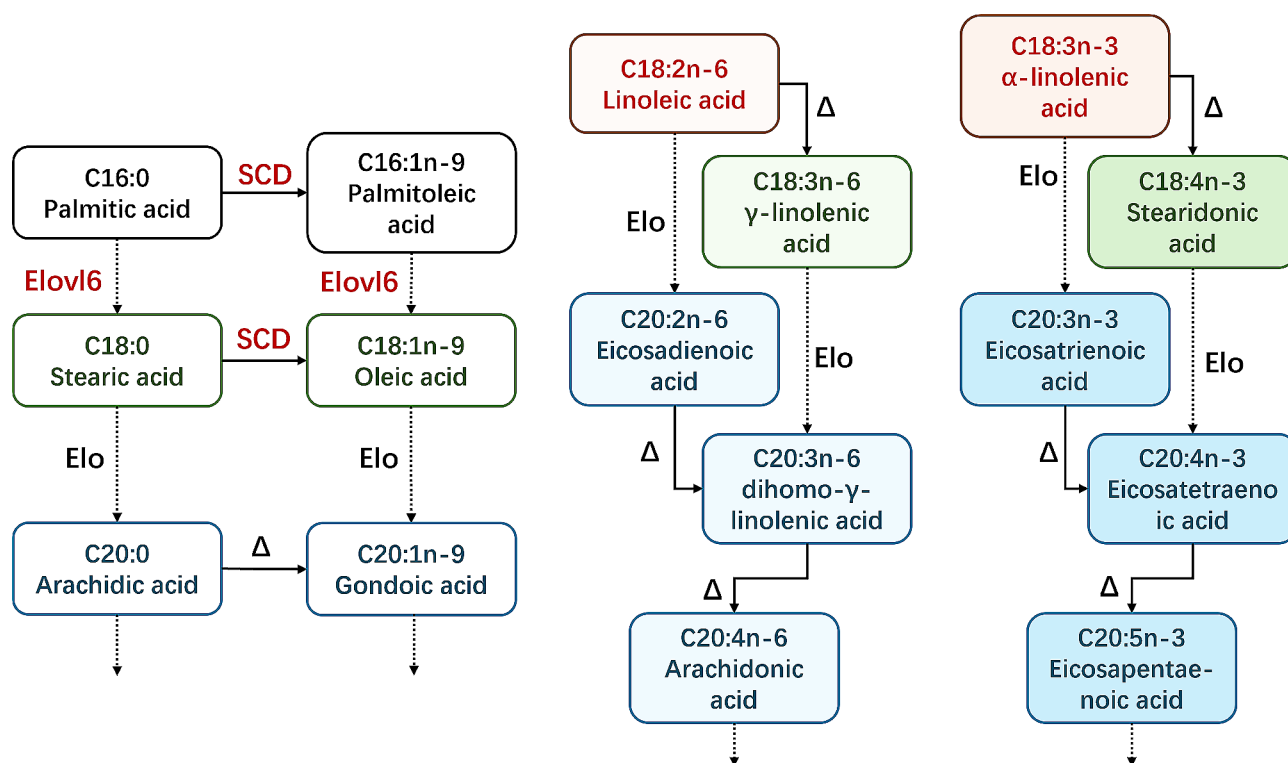 C16:0
Palmitic acid
SCD
C16:1n-9
Palmitoleic
acid
Elovl6
Elovl6
C18:0
Stearic acid
SCD
C18:1n-9
Oleic acid
Elo
Elo
C20:0
Arachidic acid
Δ
C20:1n-9
Gondoic acid
C18:2n-6
Linoleic acid
Δ
C18:3n-6
γ-linolenic
acid
Elo
C20:2n-6
Eicosadienoic
acid
Elo
Δ
C20:3n-6
dihomo-γ-
linolenic acid
Δ
C20:4n-6
Arachidonic
acid
C18:3n-3
α-linolenic
acid
Δ
C18:4n-3
Stearidonic
acid
Elo
C20:3n-3
Eicosatrienoic
acid
Elo
Δ
C20:4n-3
Eicosatetraeno
ic acid
Δ
C20:5n-3
Eicosapentae-
noic acid